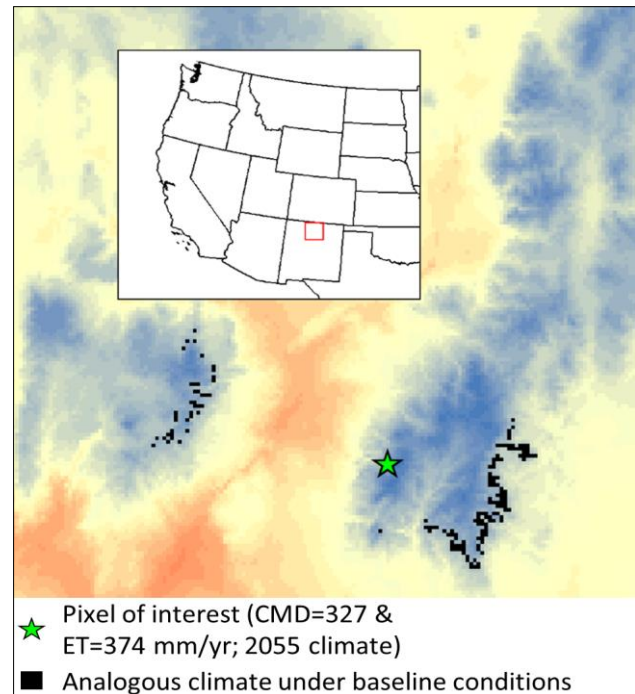 Pixel of interest (CMD=327 &
ET=374 mm/yr; 2055 climate)
Analogous climate under baseline conditions